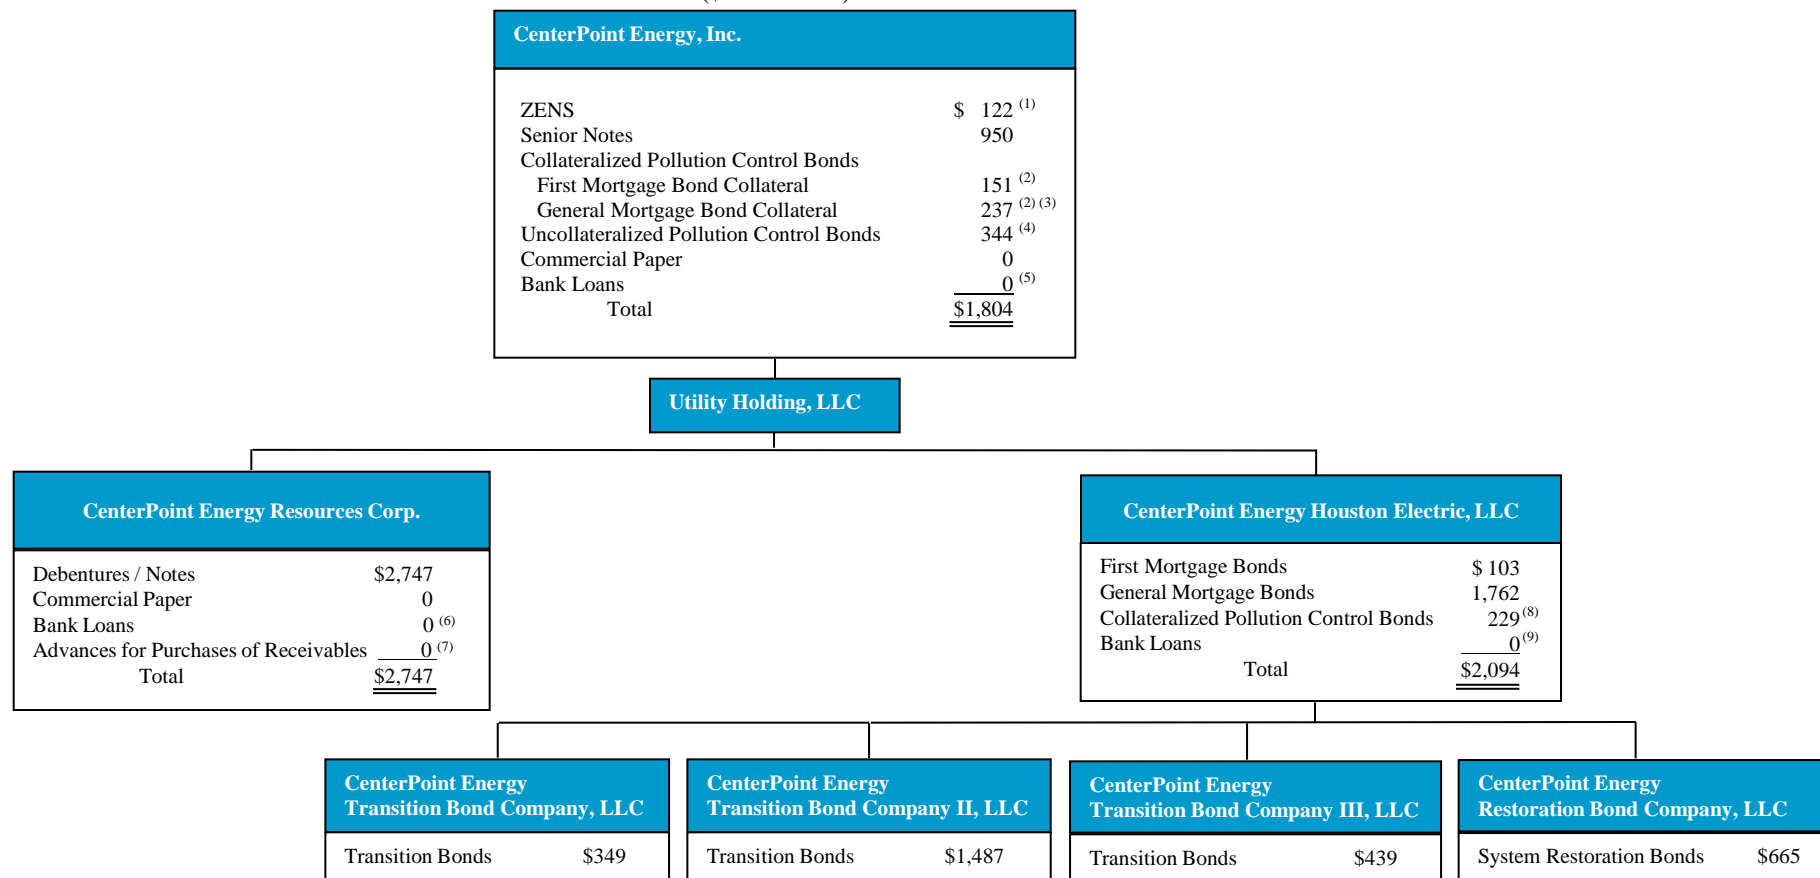 CenterPoint Energy, Inc.
ZENS $ 122 (1)
Senior Notes 950
Collateralized Pollution Control Bonds
First Mortgage Bond Collateral 151 (2)
General Mortgage Bond Collateral 237 (2) (3)
Uncollateralized Pollution Control Bonds 344 (4)
Commercial Paper 0
Bank Loans 0 (5)
Total $1,804
Utility Holding, LLC
CenterPoint Energy Resources Corp.
Debentures / Notes $2,747
Commercial Paper 0
Bank Loans 0 (6)
Advances for Purchases of Receivables 0 (7)
Total $2,747
CenterPoint Energy Houston Electric, LLC
First Mortgage Bonds $ 103
General Mortgage Bonds 1,762
Collateralized Pollution Control Bonds 229 (8)
Bank Loans 0 (9)
Total $2,094
CenterPoint Energy
Transition Bond Company, LLC
Transition Bonds $349
CenterPoint Energy
Transition Bond Company II, LLC
Transition Bonds $1,487
CenterPoint Energy
Transition Bond Company III, LLC
Transition Bonds $439
CenterPoint Energy
Restoration Bond Company, LLC
System Restoration Bonds $665